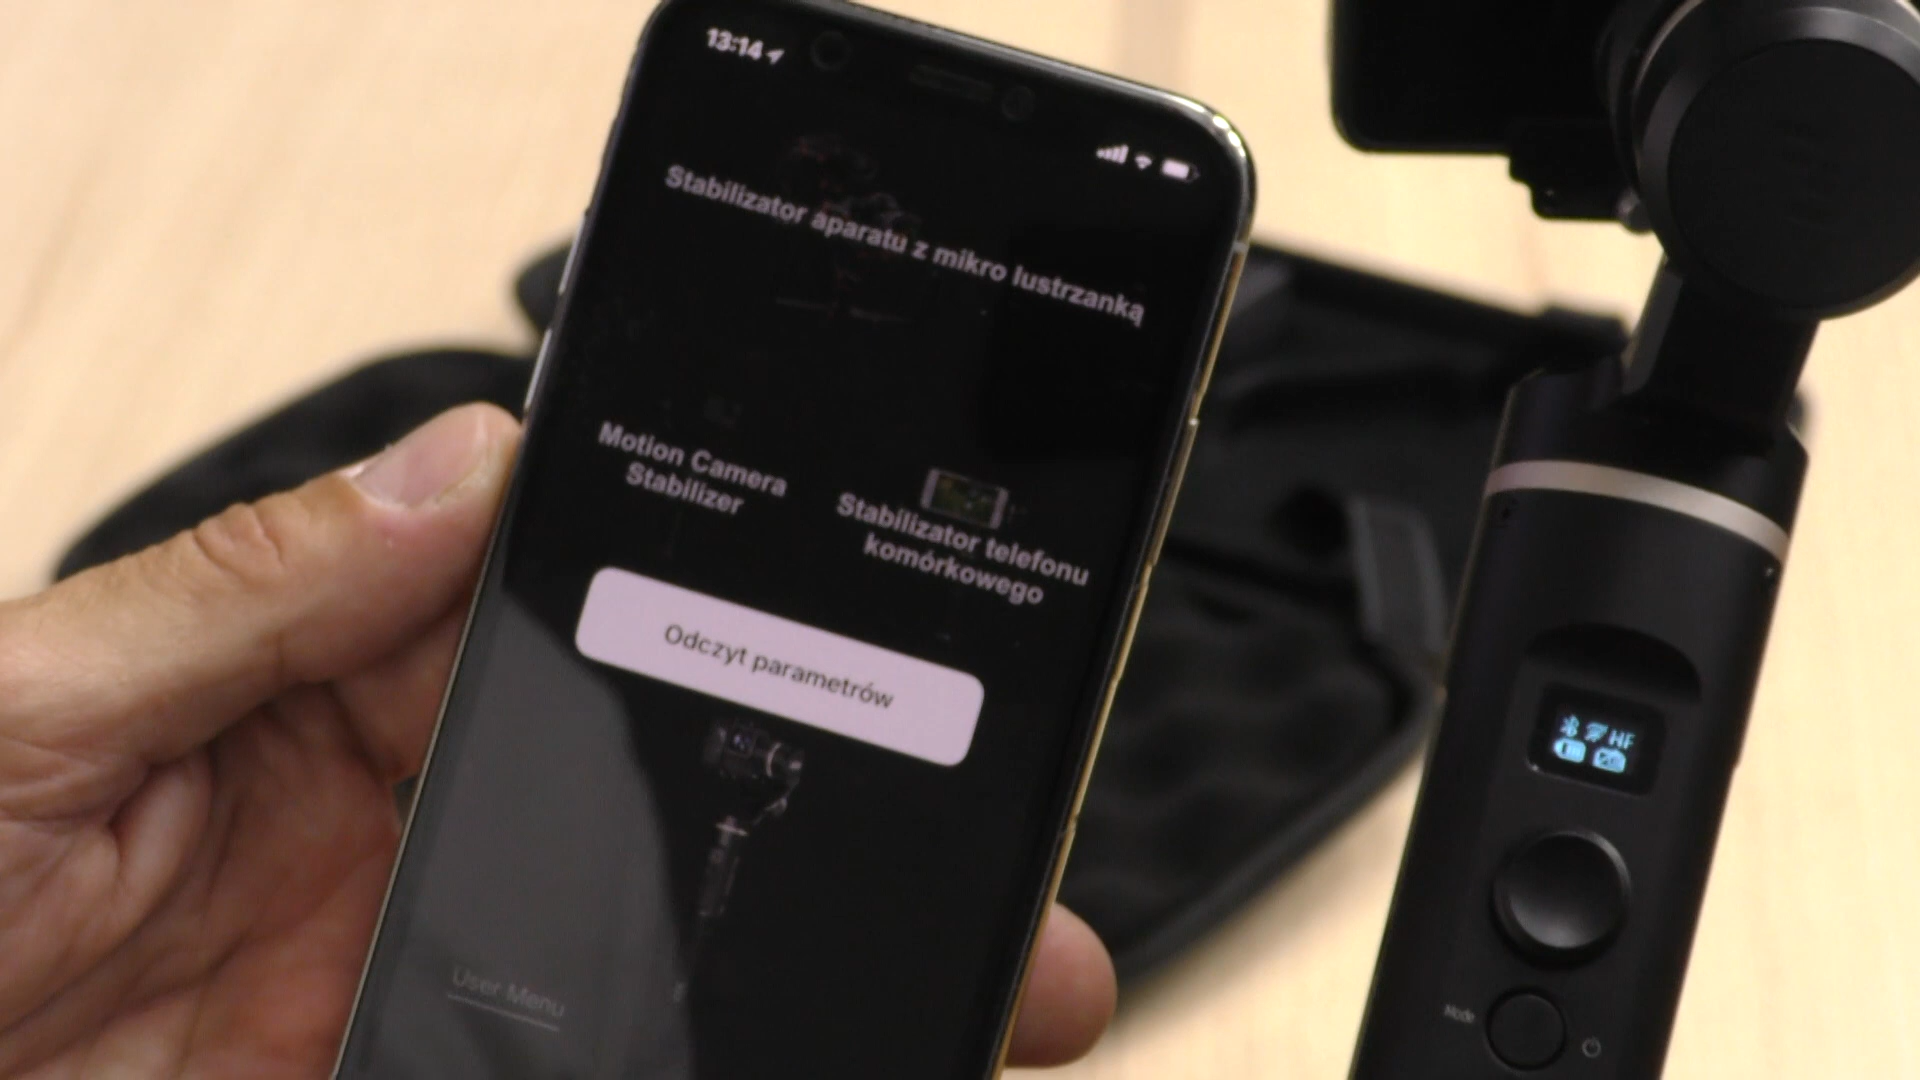 13:14
Stabilizator aparatu z mikro lustrzanką
Motion Camera
Stabilizer
Stabilizator telefonu
komórkowego
Odczyt parametrów
User Menu
HF
Mode